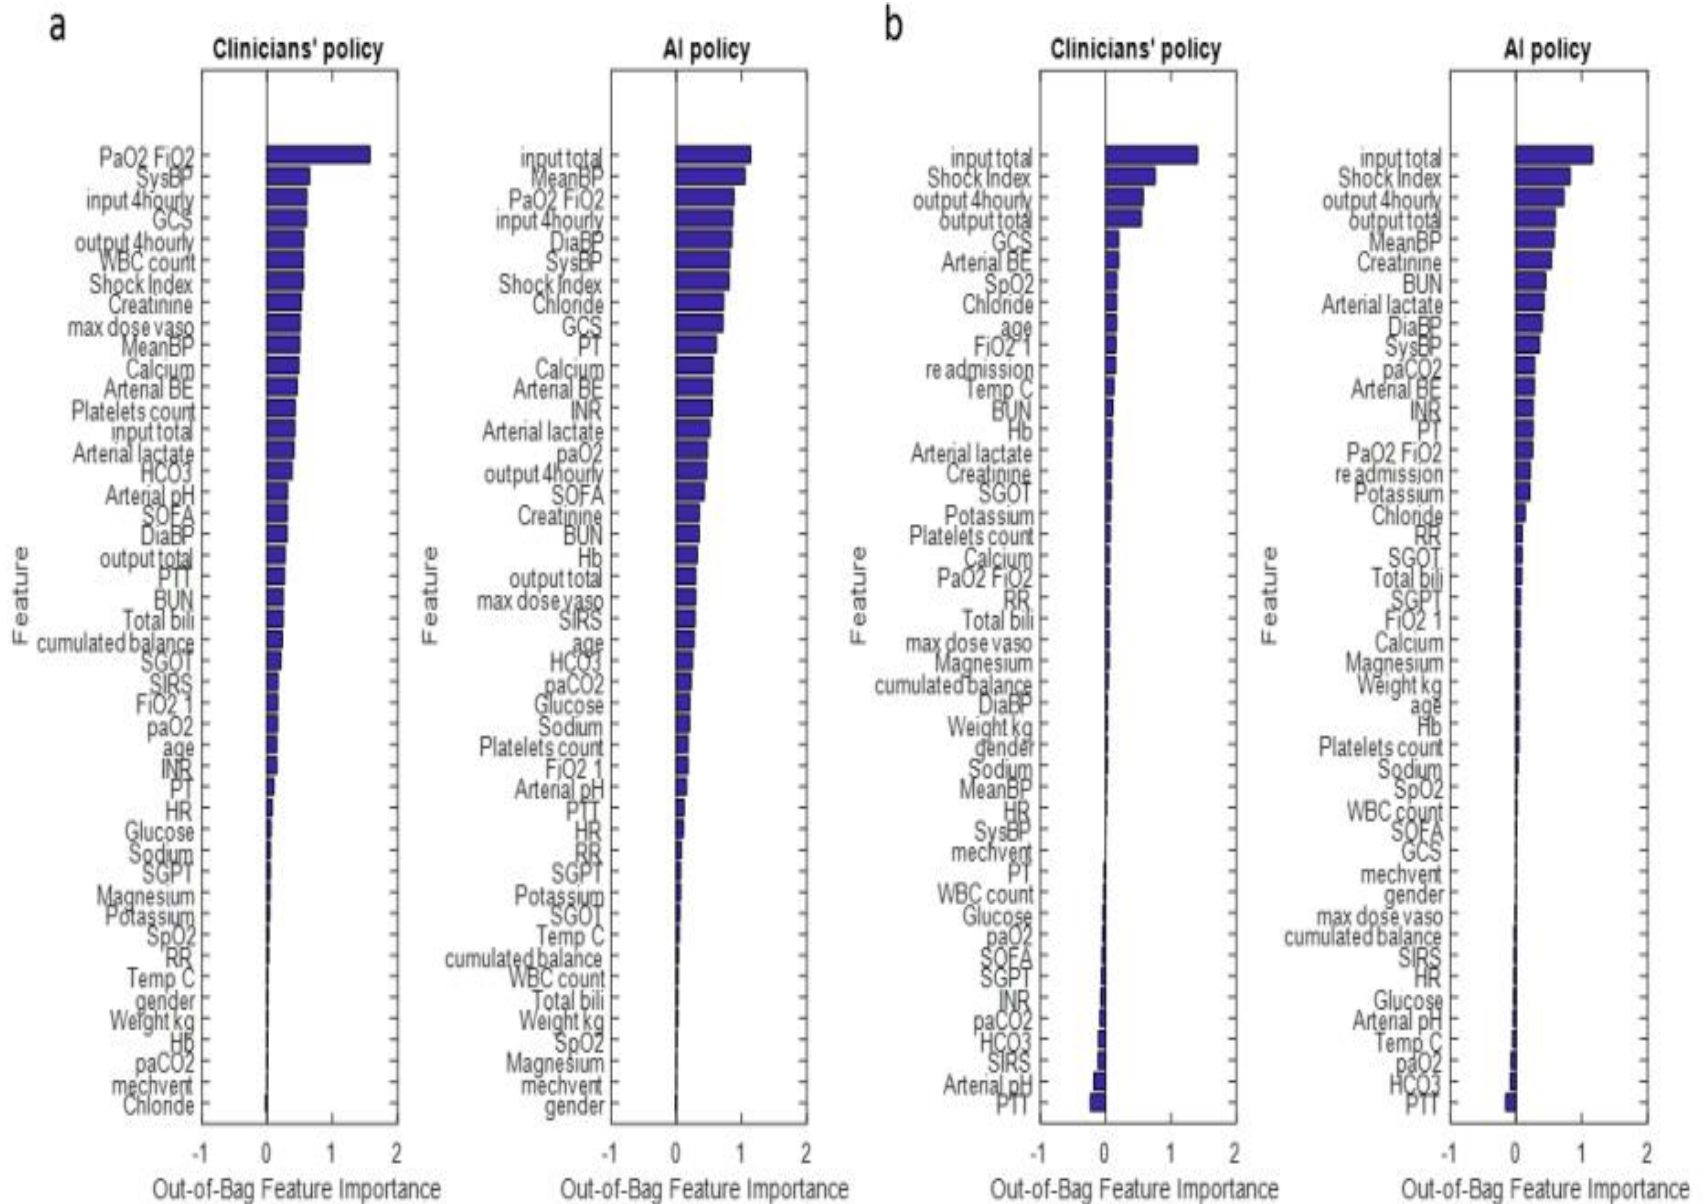 a
Clinicians' policy
PaO2 FiO2
SysBP
input 4hourly
GCS
output 4hourly
WBC count
Shock Index
Creatinine
max dose vaso
MeanBP
Calcium
Arterial BE
Platelets count
input total
Arterial lactate
HCO3
Arterial pH
SOFA
DiaBP
output total
PTT
BUN
Total bili
cumulated balance
SGOT
SIRS
FiO2 1
paO2
age
INR
PT
HR
Glucose
Sodium
SGPT
Magnesium
Potassium
SpO2
RR
Temp C
gender
Weight kg
Hb
paCO2
mechvent
Chloride
Feature
-1 0 1 2
Out-of-Bag Feature Importance
AI policy
input total
MeanBP
PaO2 FiO2
input 4hourly
DiaBP
SysBP
Shock Index
Chloride
GCS
PT
Calcium
Arterial BE
INR
Arterial lactate
paO2
output 4hourly
SOFA
Creatinine
BUN
Hb
output total
max dose vaso
SIRS
age
HCO3
paCO2
Glucose
Sodium
Platelets count
FiO2 1
Arterial pH
PTT
HR
RR
SGPT
Potassium
SGOT
Temp C
cumulated balance
WBC count
Total bili
Weight kg
SpO2
Magnesium
mechvent
gender
Feature
-1 0 1 2
Out-of-Bag Feature Importance
b
Clinicians' policy
input total
Shock Index
output 4hourly
output total
GCS
Arterial BE
SpO2
Chloride
age
FiO2 1
re admission
Temp C
BUN
Hb
Arterial lactate
Creatinine
SGOT
Potassium
Platelets count
Calcium
PaO2 FiO2
RR
Total bili
max dose vaso
Magnesium
cumulated balance
DiaBP
Weight kg
gender
Sodium
MeanBP
HR
SysBP
mechvent
PT
WBC count
Glucose
paO2
SOFA
SGPT
INR
paCO2
HCO3
SIRS
Arterial pH
PTT
Feature
-1 0 1 2
Out-of-Bag Feature Importance
AI policy
input total
Shock Index
output 4hourly
output total
MeanBP
Creatinine
BUN
Arterial lactate
DiaBP
SysBP
paCO2
Arterial BE
INR
PT
PaO2 FiO2
re admission
Potassium
Chloride
RR
SGOT
Total bili
SGPT
FiO2 1
Calcium
Magnesium
Weight kg
age
Hb
Platelets count
Sodium
SpO2
WBC count
SOFA
GCS
mechvent
gender
max dose vaso
cumulated balance
SIRS
HR
Glucose
Arterial pH
Temp C
paO2
HCO3
PTT
Feature
-1 0 1 2
Out-of-Bag Feature Importance